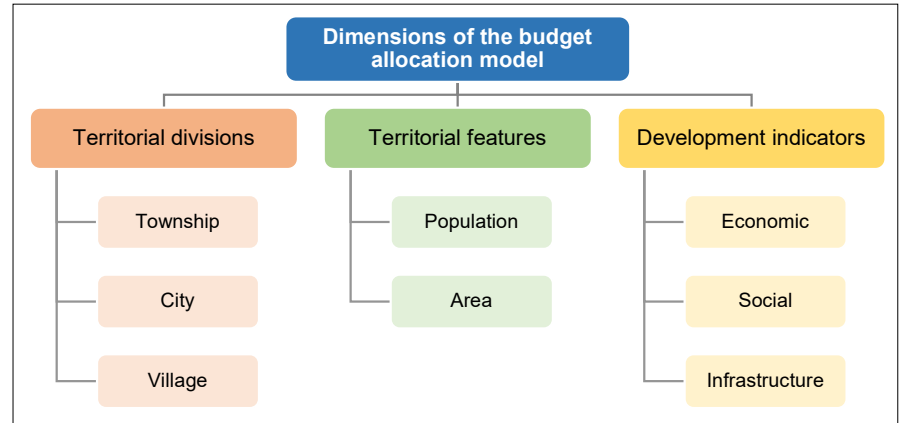 Dimensions of the budget
allocation model
Territorial divisions
Township
City
Village
Territorial features
Population
Area
Development indicators
Economic
Social
Infrastructure